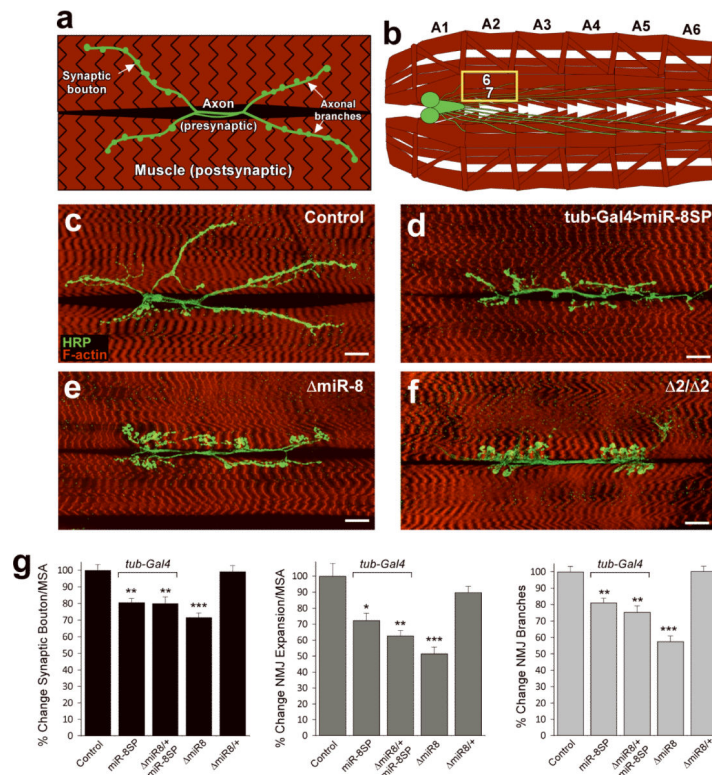 a
Synaptic
bouton
Axon
(presynaptic)
Axonal
branches
Muscle (postsynaptic)
b
A1 A2 A3 A4 A5 A6
6
7
c
Control
HRP
F-actin
d
tub-Gal4>miR-8SP
e
ΔmiR-8
f
Δ2/Δ2
g
% Change Synaptic Bouton/MSA
100
90
80
70
60
50
40
30
20
10
0
tub-Gal4
**
**
***
Control
miR-8SP
ΔmiR8/+
miR-8SP
ΔmiR8
ΔmiR8/+
% Change NMJ Expansion/MSA
100
90
80
70
60
50
40
30
20
10
0
tub-Gal4
*
**
***
Control
miR-8SP
ΔmiR8/+
miR-8SP
ΔmiR8
ΔmiR8/+
% Change NMJ Branches
100
90
80
70
60
50
40
30
20
10
0
tub-Gal4
**
**
***
Control
miR-8SP
ΔmiR8/+
miR-8SP
ΔmiR8
ΔmiR8/+